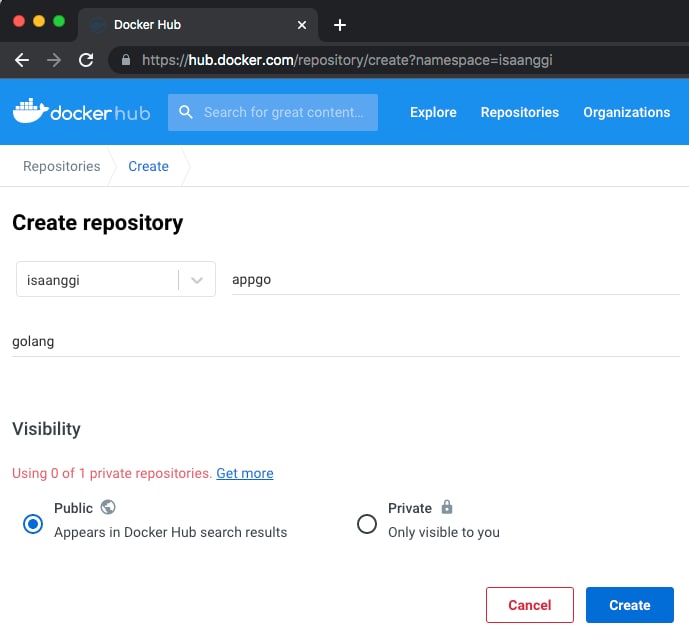 Docker Hub
https://hub.docker.com/repository/create?namespace=isaanggi
dockerhub Search for great content... Explore Repositories Organizations
Repositories Create
Create repository
isaanggi appgo
golang
Visibility
Using 0 of 1 private repositories. Get more
Public Private
Appears in Docker Hub search results Only visible to you
Cancel Create